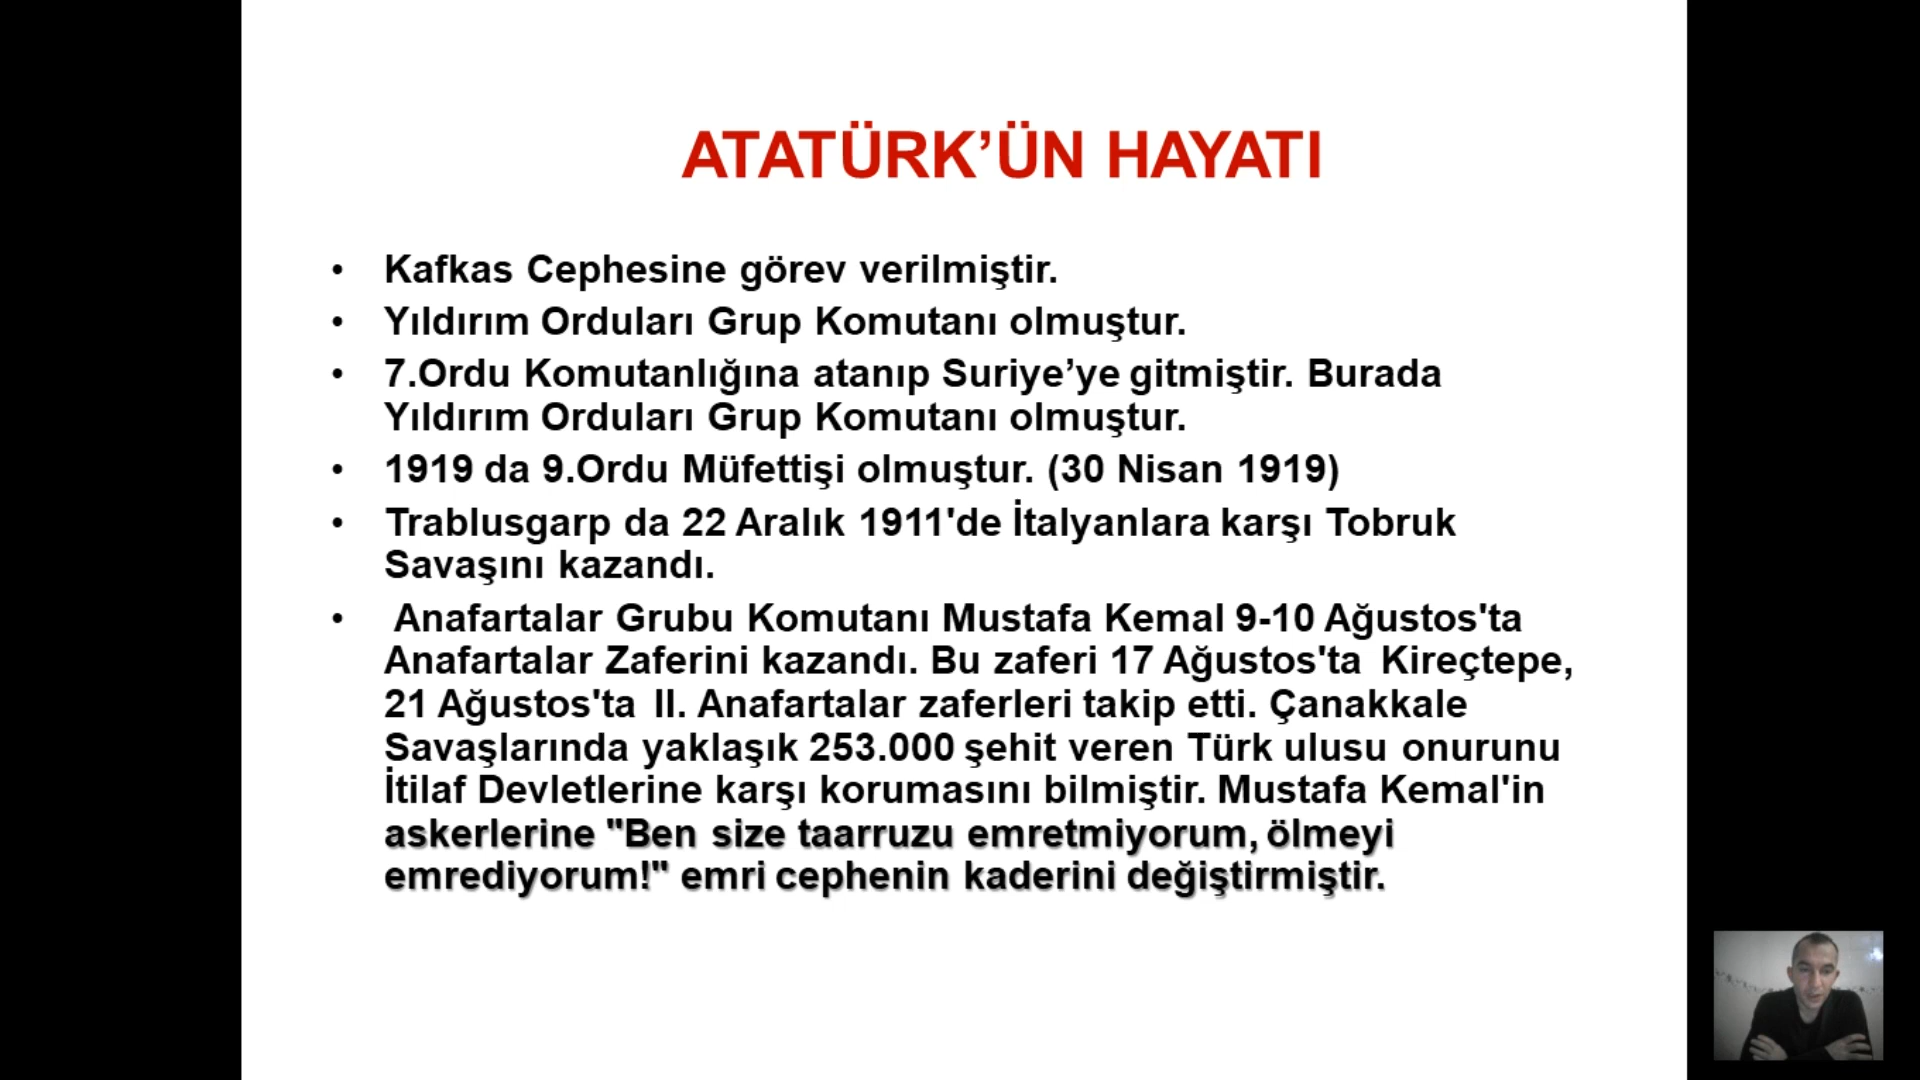 ATATÜRK’ÜN HAYATI
• Kafkas Cephesine görev verilmiştir.
• Yıldırım Orduları Grup Komutanı olmuştur.
• 7.Ordu Komutanlığına atanıp Suriye’ye gitmiştir. Burada
Yıldırım Orduları Grup Komutanı olmuştur.
• 1919 da 9.Ordu Müfettişi olmuştur. (30 Nisan 1919)
• Trablusgarp da 22 Aralık 1911'de İtalyanlara karşı Tobruk
Savaşını kazandı.
• Anafartalar Grubu Komutanı Mustafa Kemal 9-10 Ağustos'ta
Anafartalar Zaferini kazandı. Bu zaferi 17 Ağustos'ta Kireçtepe,
21 Ağustos'ta II. Anafartalar zaferleri takip etti. Çanakkale
Savaşlarında yaklaşık 253.000 şehit veren Türk ulusu onurunu
İtilaf Devletlerine karşı korumasını bilmiştir. Mustafa Kemal'in
askerlerine "Ben size taarruzu emretmiyorum, ölmeyi
emrediyorum!" emri cephenin kaderini değiştirmiştir.